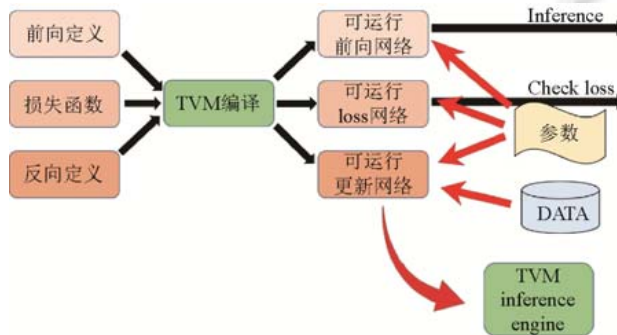 前向定义
损失函数
反向定义
TVM编译
可运行
前向网络
可运行
loss网络
可运行
更新网络
Inference
Check loss
参数
DATA
TVM
inference
engine